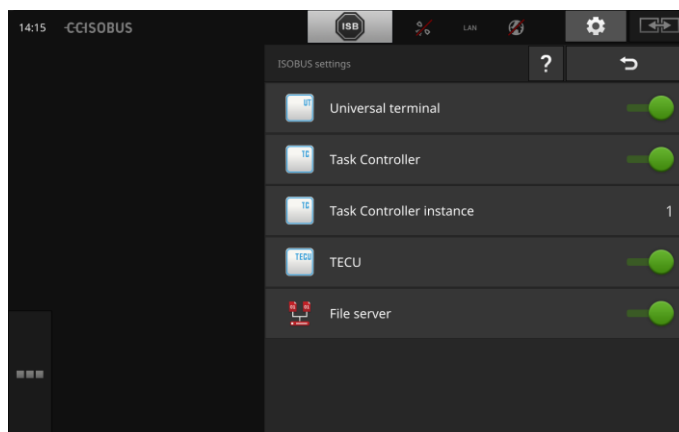 14:15 CCISOBUS ISB LAN
ISOBUS settings ?
UT Universal terminal
TC Task Controller
TC Task Controller instance 1
TECU TECU
File server